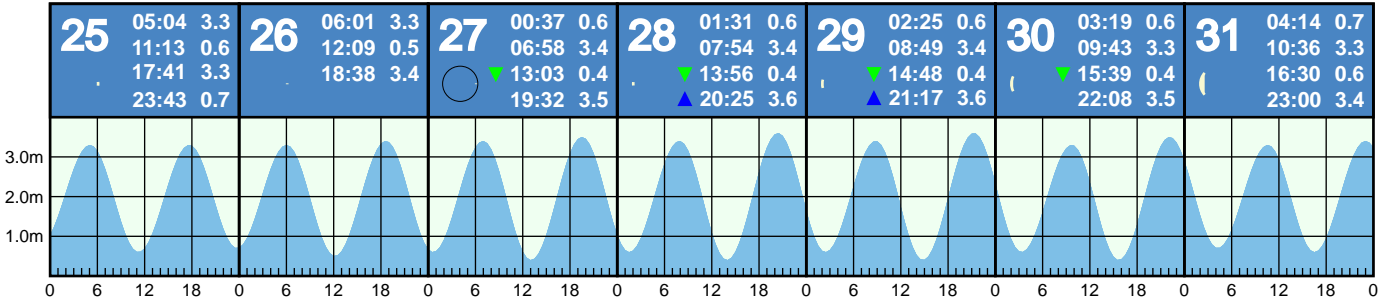 25
05:04 3.3
11:13 0.6
17:41 3.3
23:43 0.7
26
06:01 3.3
12:09 0.5
18:38 3.4
27
00:37 0.6
06:58 3.4
▼ 13:03 0.4
19:32 3.5
28
01:31 0.6
07:54 3.4
▼ 13:56 0.4
▲ 20:25 3.6
29
02:25 0.6
08:49 3.4
▼ 14:48 0.4
▲ 21:17 3.6
30
03:19 0.6
09:43 3.3
▼ 15:39 0.4
22:08 3.5
31
04:14 0.7
10:36 3.3
16:30 0.6
23:00 3.4
3.0m
2.0m
1.0m
0 6 12 18 0 6 12 18 0 6 12 18 0 6 12 18 0 6 12 18 0 6 12 18 0 6 12 18 0